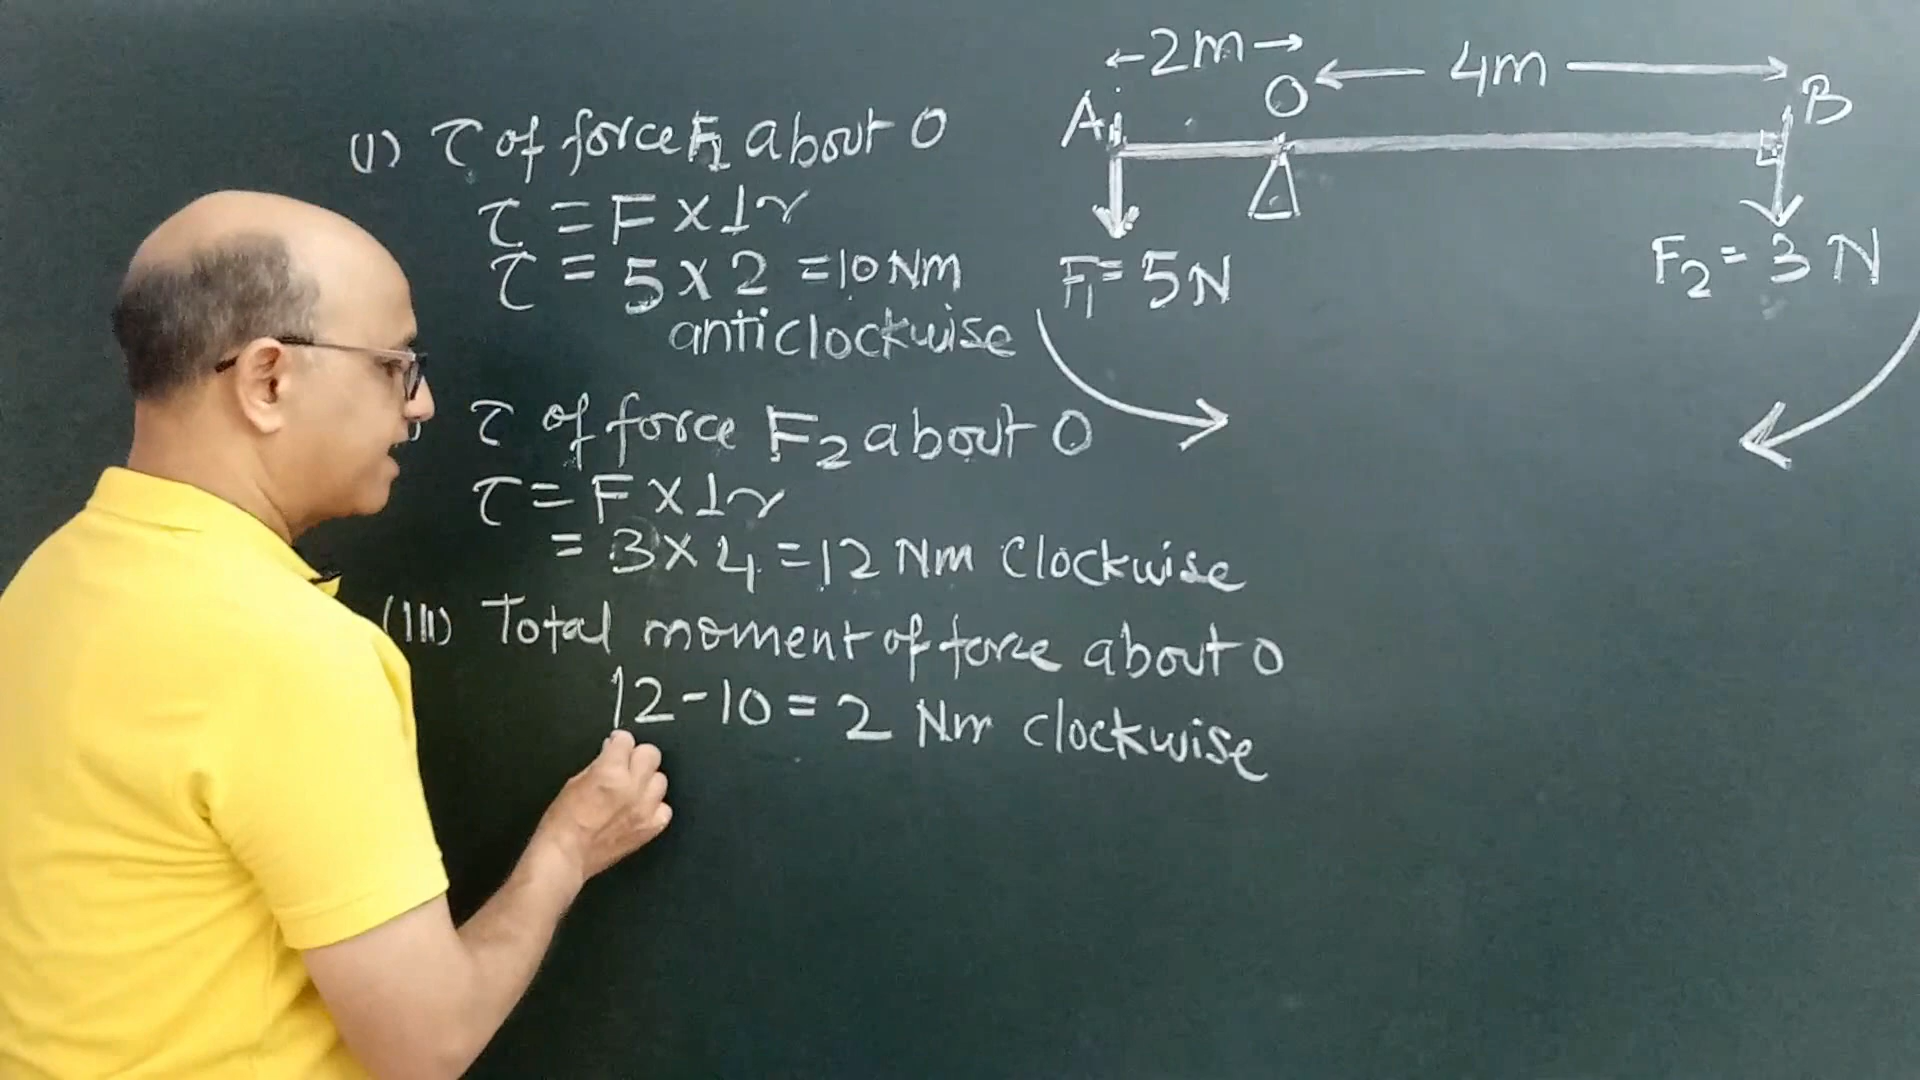 (I) τ of force F1 about O
τ = F × ⊥r
τ = 5 × 2 = 10 Nm
anticlockwise
τ of force F2 about O
τ = F × ⊥r
= 3 × 4 = 12 Nm Clockwise
(III) Total moment of force about O
12 - 10 = 2 Nm Clockwise
←2m→
←4m→
A O B
F1 = 5N
F2 = 3 N